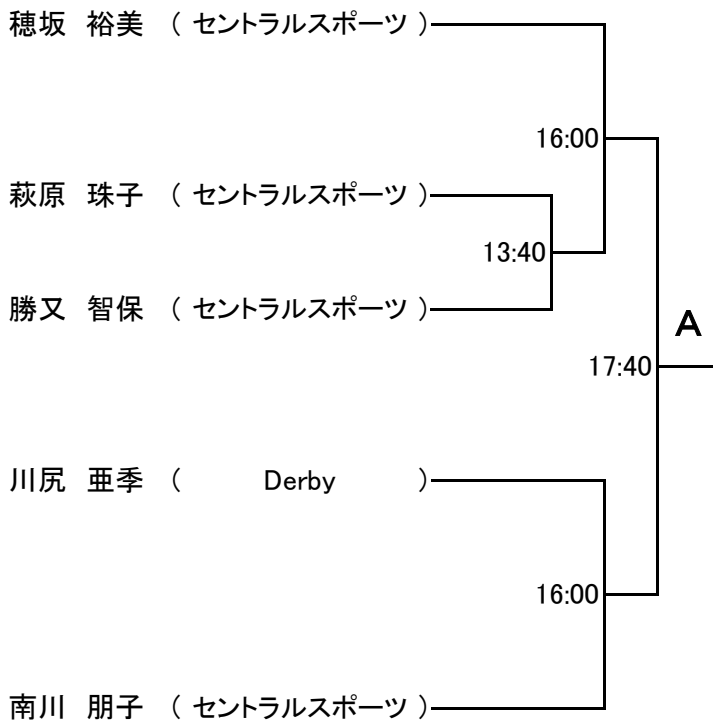 穂坂 裕美 ( セントラルスポーツ )
16:00
萩原 珠子 ( セントラルスポーツ )
13:40
勝又 智保 ( セントラルスポーツ )
A
17:40
川尻 亜季 ( Derby )
16:00
南川 朋子 ( セントラルスポーツ )